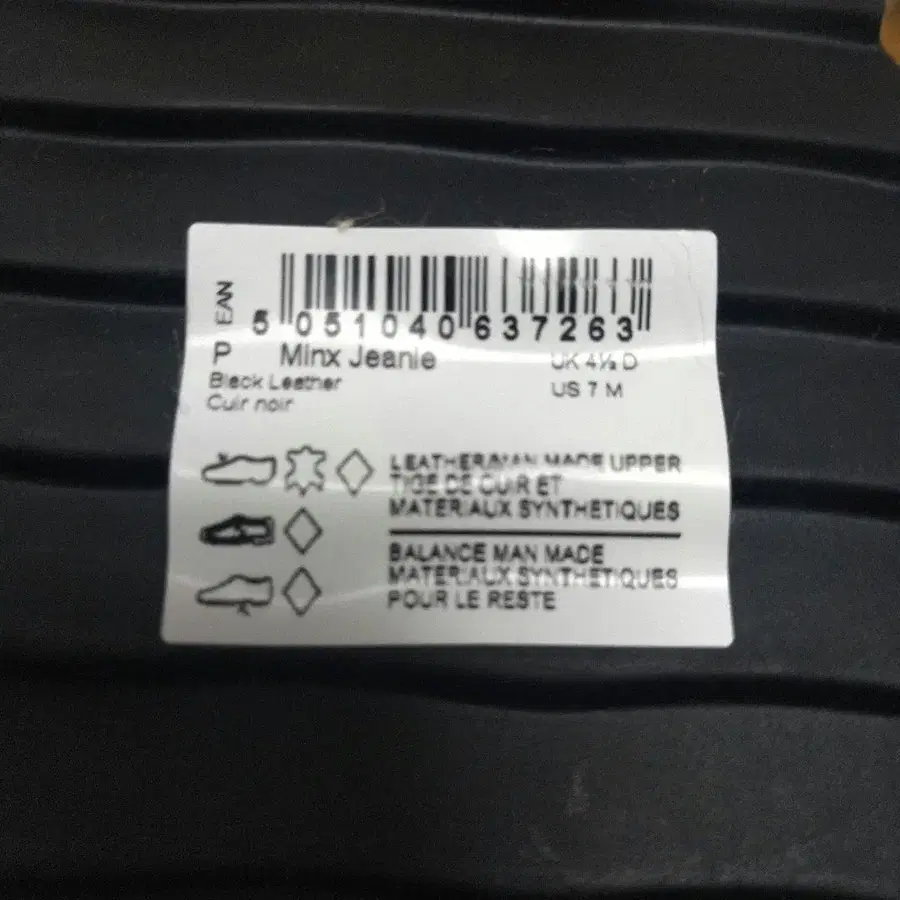 EAN
5 051040 637263
P Minx Jeanie UK 4½ D
Black Leather US 7 M
Cuir noir
LEATHER/MAN MADE UPPER
TIGE DE CUIR ET
MATERIAUX SYNTHETIQUES
BALANCE MAN MADE
MATERIAUX SYNTHETIQUES
POUR LE RESTE